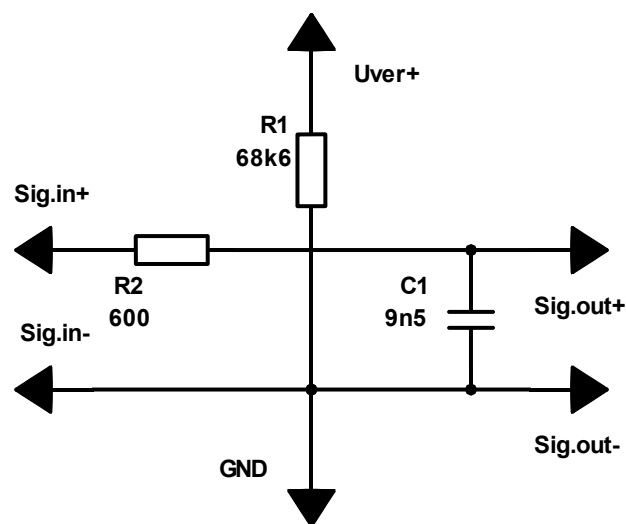 Uver+
R1
68k6
Sig.in+
R2
600
C1
9n5
Sig.out+
Sig.in-
Sig.out-
GND